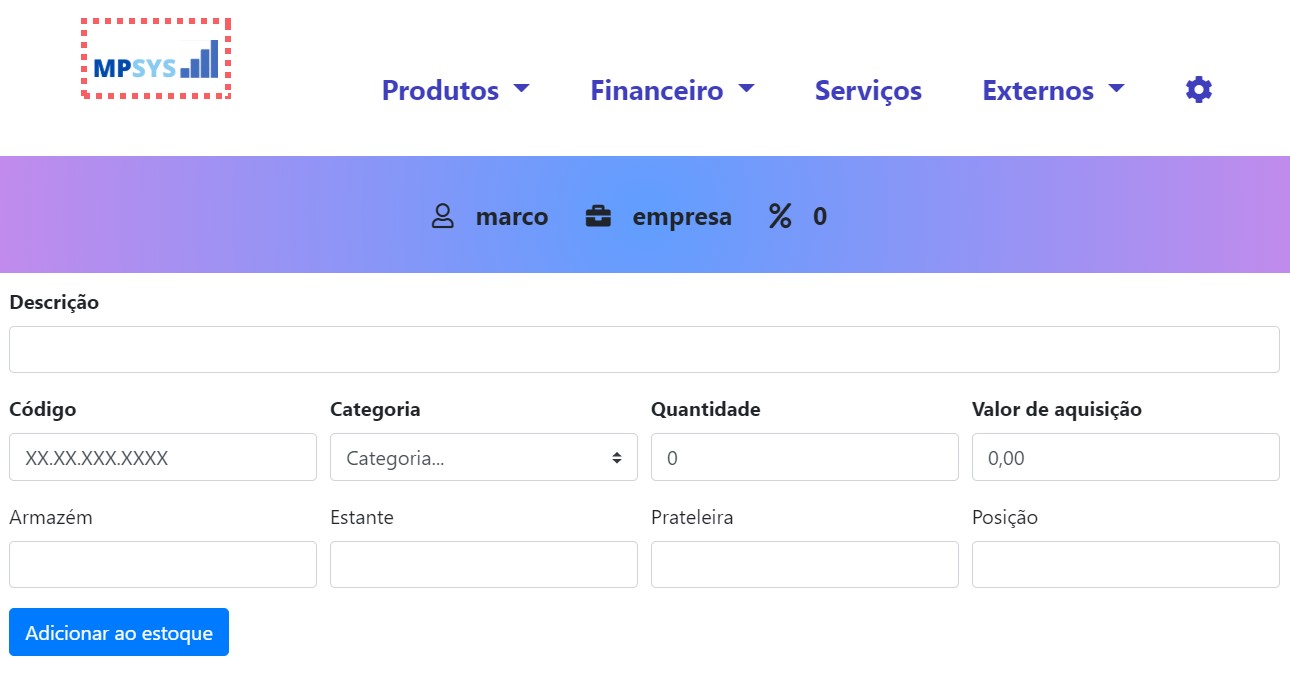 MPSYS
Produtos Financeiro Serviços Externos
marco empresa % 0
Descrição
Código Categoria Quantidade Valor de aquisição
XX.XX.XXX.XXXX Categoria... 0 0,00
Armazém Estante Prateleira Posição
Adicionar ao estoque